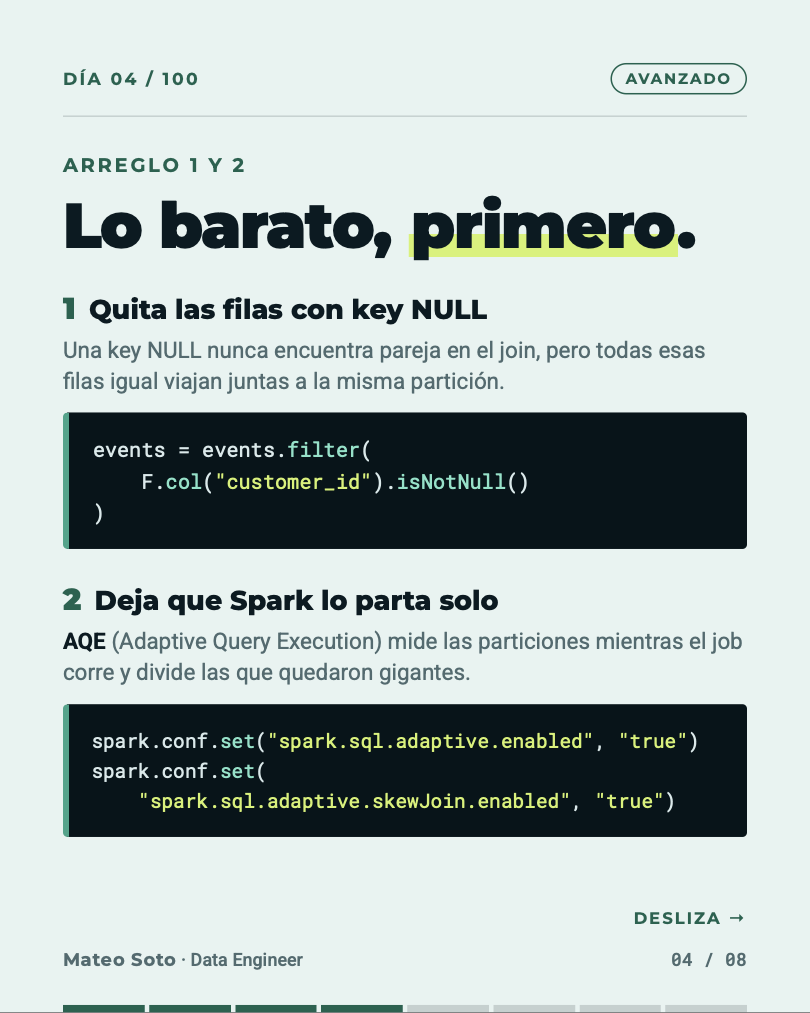 DÍA 04 / 100
AVANZADO
ARREGLO 1 Y 2
Lo barato, primero.
1 Quita las filas con key NULL
Una key NULL nunca encuentra pareja en el join, pero todas esas
filas igual viajan juntas a la misma partición.
events = events.filter(
    F.col("customer_id").isNotNull()
)
2 Deja que Spark lo parta solo
AQE (Adaptive Query Execution) mide las particiones mientras el job
corre y divide las que quedaron gigantes.
spark.conf.set("spark.sql.adaptive.enabled", "true")
spark.conf.set(
    "spark.sql.adaptive.skewJoin.enabled", "true")
DESLIZA →
Mateo Soto · Data Engineer
04 / 08